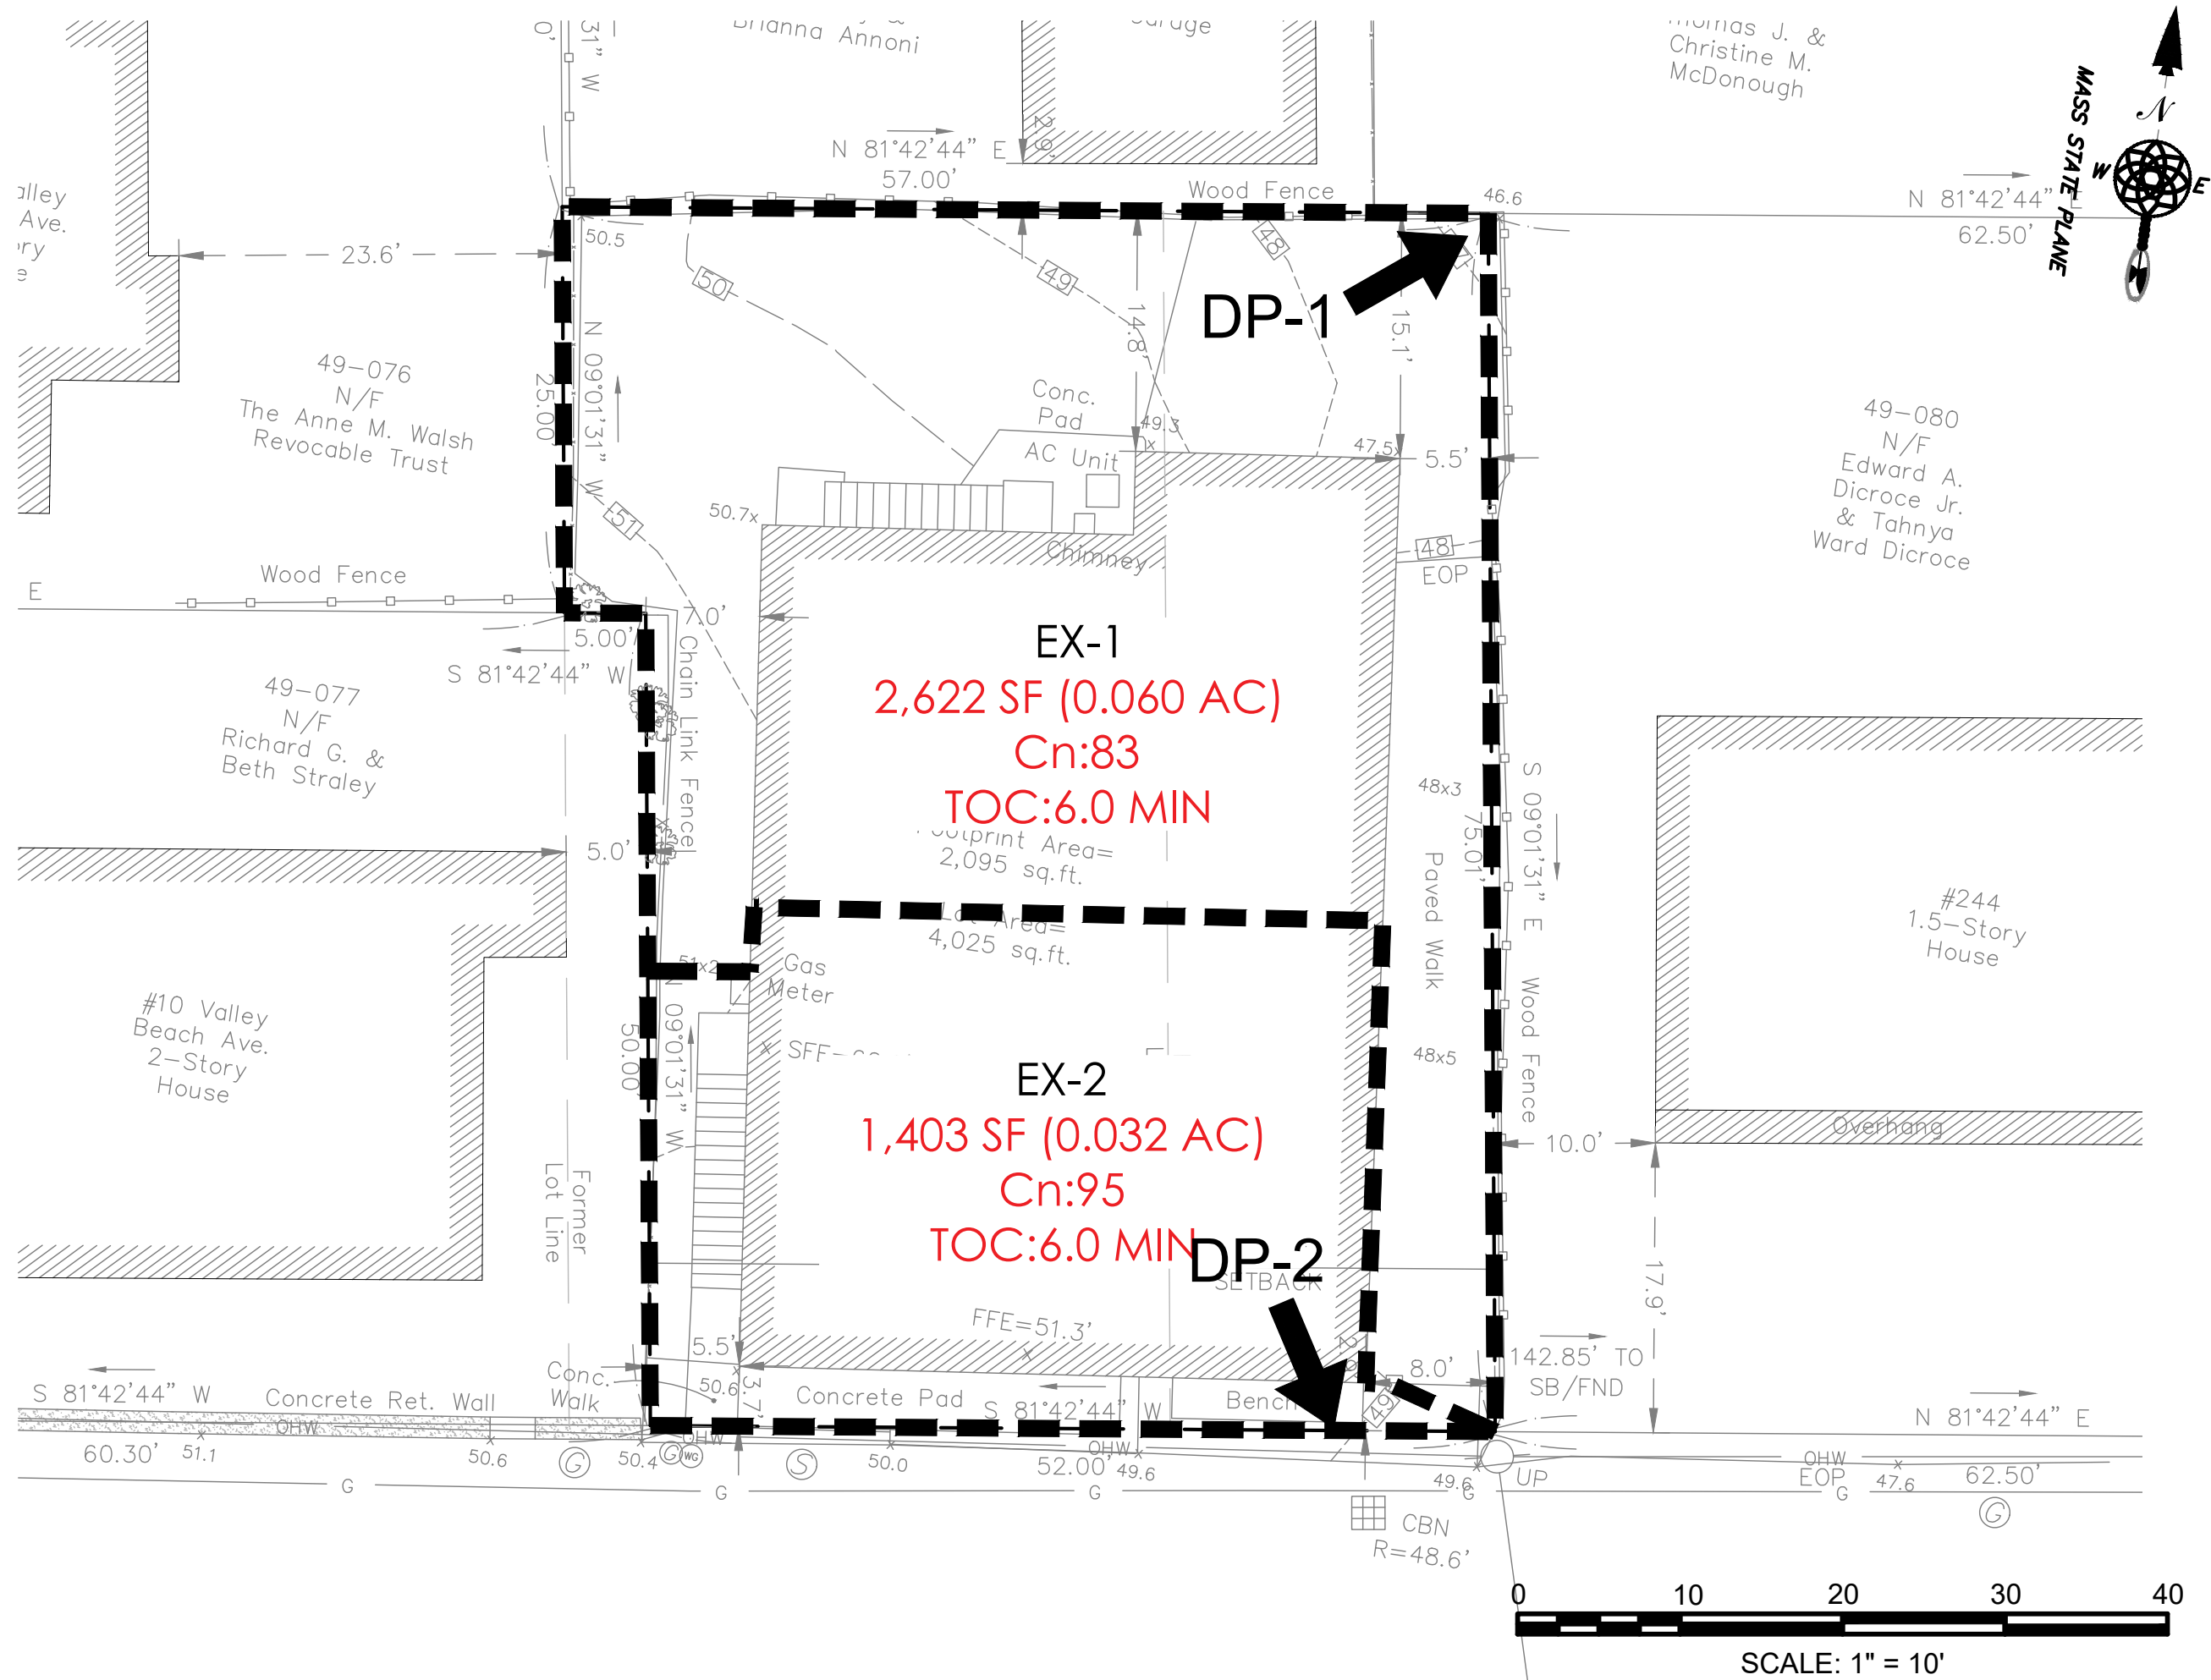 Brianna Annoni
Garage
Christine M.
McDonough
MASS STATE PLANE
N
W
E
31" W
N 81°42'44" E
57.00'
2.9'
Wood Fence
46.6
N 81°42'44" E
62.50'
50.5
23.6'
50
49
48
14.8'
15.1'
DP-1
N 09°01'31" W
25.00'
49-076
N/F
The Anne M. Walsh
Revocable Trust
Conc.
Pad
49.3
AC Unit
47.5x
5.5'
49-080
N/F
Edward A.
Dicroce Jr.
& Tahnya
Ward Dicroce
51
50.7x
Chimney
48
EOP
Wood Fence
E
5.00'
7.0'
S 81°42'44" W
Chain Link Fence
EX-1
2,622 SF (0.060 AC)
Cn:83
TOC:6.0 MIN
49-077
N/F
Richard G. &
Beth Straley
Footprint Area=
2,095 sq.ft.
48x3
75.01'
S 09°01'31" E
5.0'
Paved Walk
Lot Area=
4,025 sq.ft.
#244
1.5-Story
House
51x2
Gas
Meter
Wood Fence
#10 Valley
Beach Ave.
2-Story
House
50.00'
N 09°01'31" W
48x5
EX-2
1,403 SF (0.032 AC)
Cn:95
TOC:6.0 MIN
DP-2
SETBACK
Former
Lot Line
10.0'
Overhang
17.9'
FFE=51.3'
5.5'
8.0'
142.85' TO
SB/FND
S 81°42'44" W
Concrete Ret. Wall
Conc.
Walk
50.6
3.7'
Concrete Pad
S 81°42'44" W
Bench
49
N 81°42'44" E
OHW
OHW
OHW
OHW
60.30'
51.1
50.6
G
50.4
G
WG
S
50.0
52.00'
49.6
49.6
UP
EOP
47.6
62.50'
G
G
G
G
G
G
CBN
R=48.6'
0 10 20 30 40
SCALE: 1" = 10'